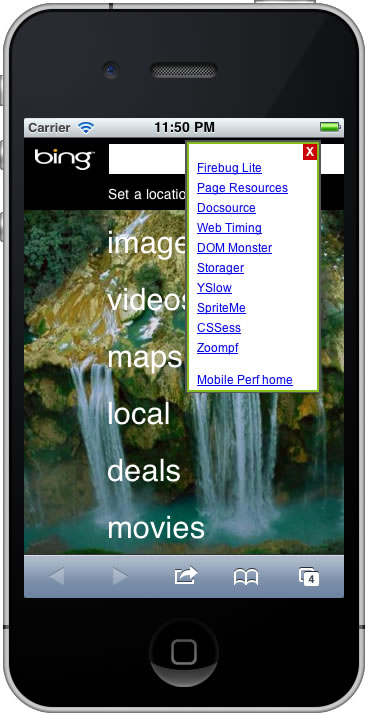 Carrier 11:50 PM
bing
X
Set a locatio
Firebug Lite
Page Resources
Docsource
Web Timing
DOM Monster
Storager
YSlow
SpriteMe
CSSess
Zoompf
Mobile Perf home
image
videos
maps
local
deals
movies
4